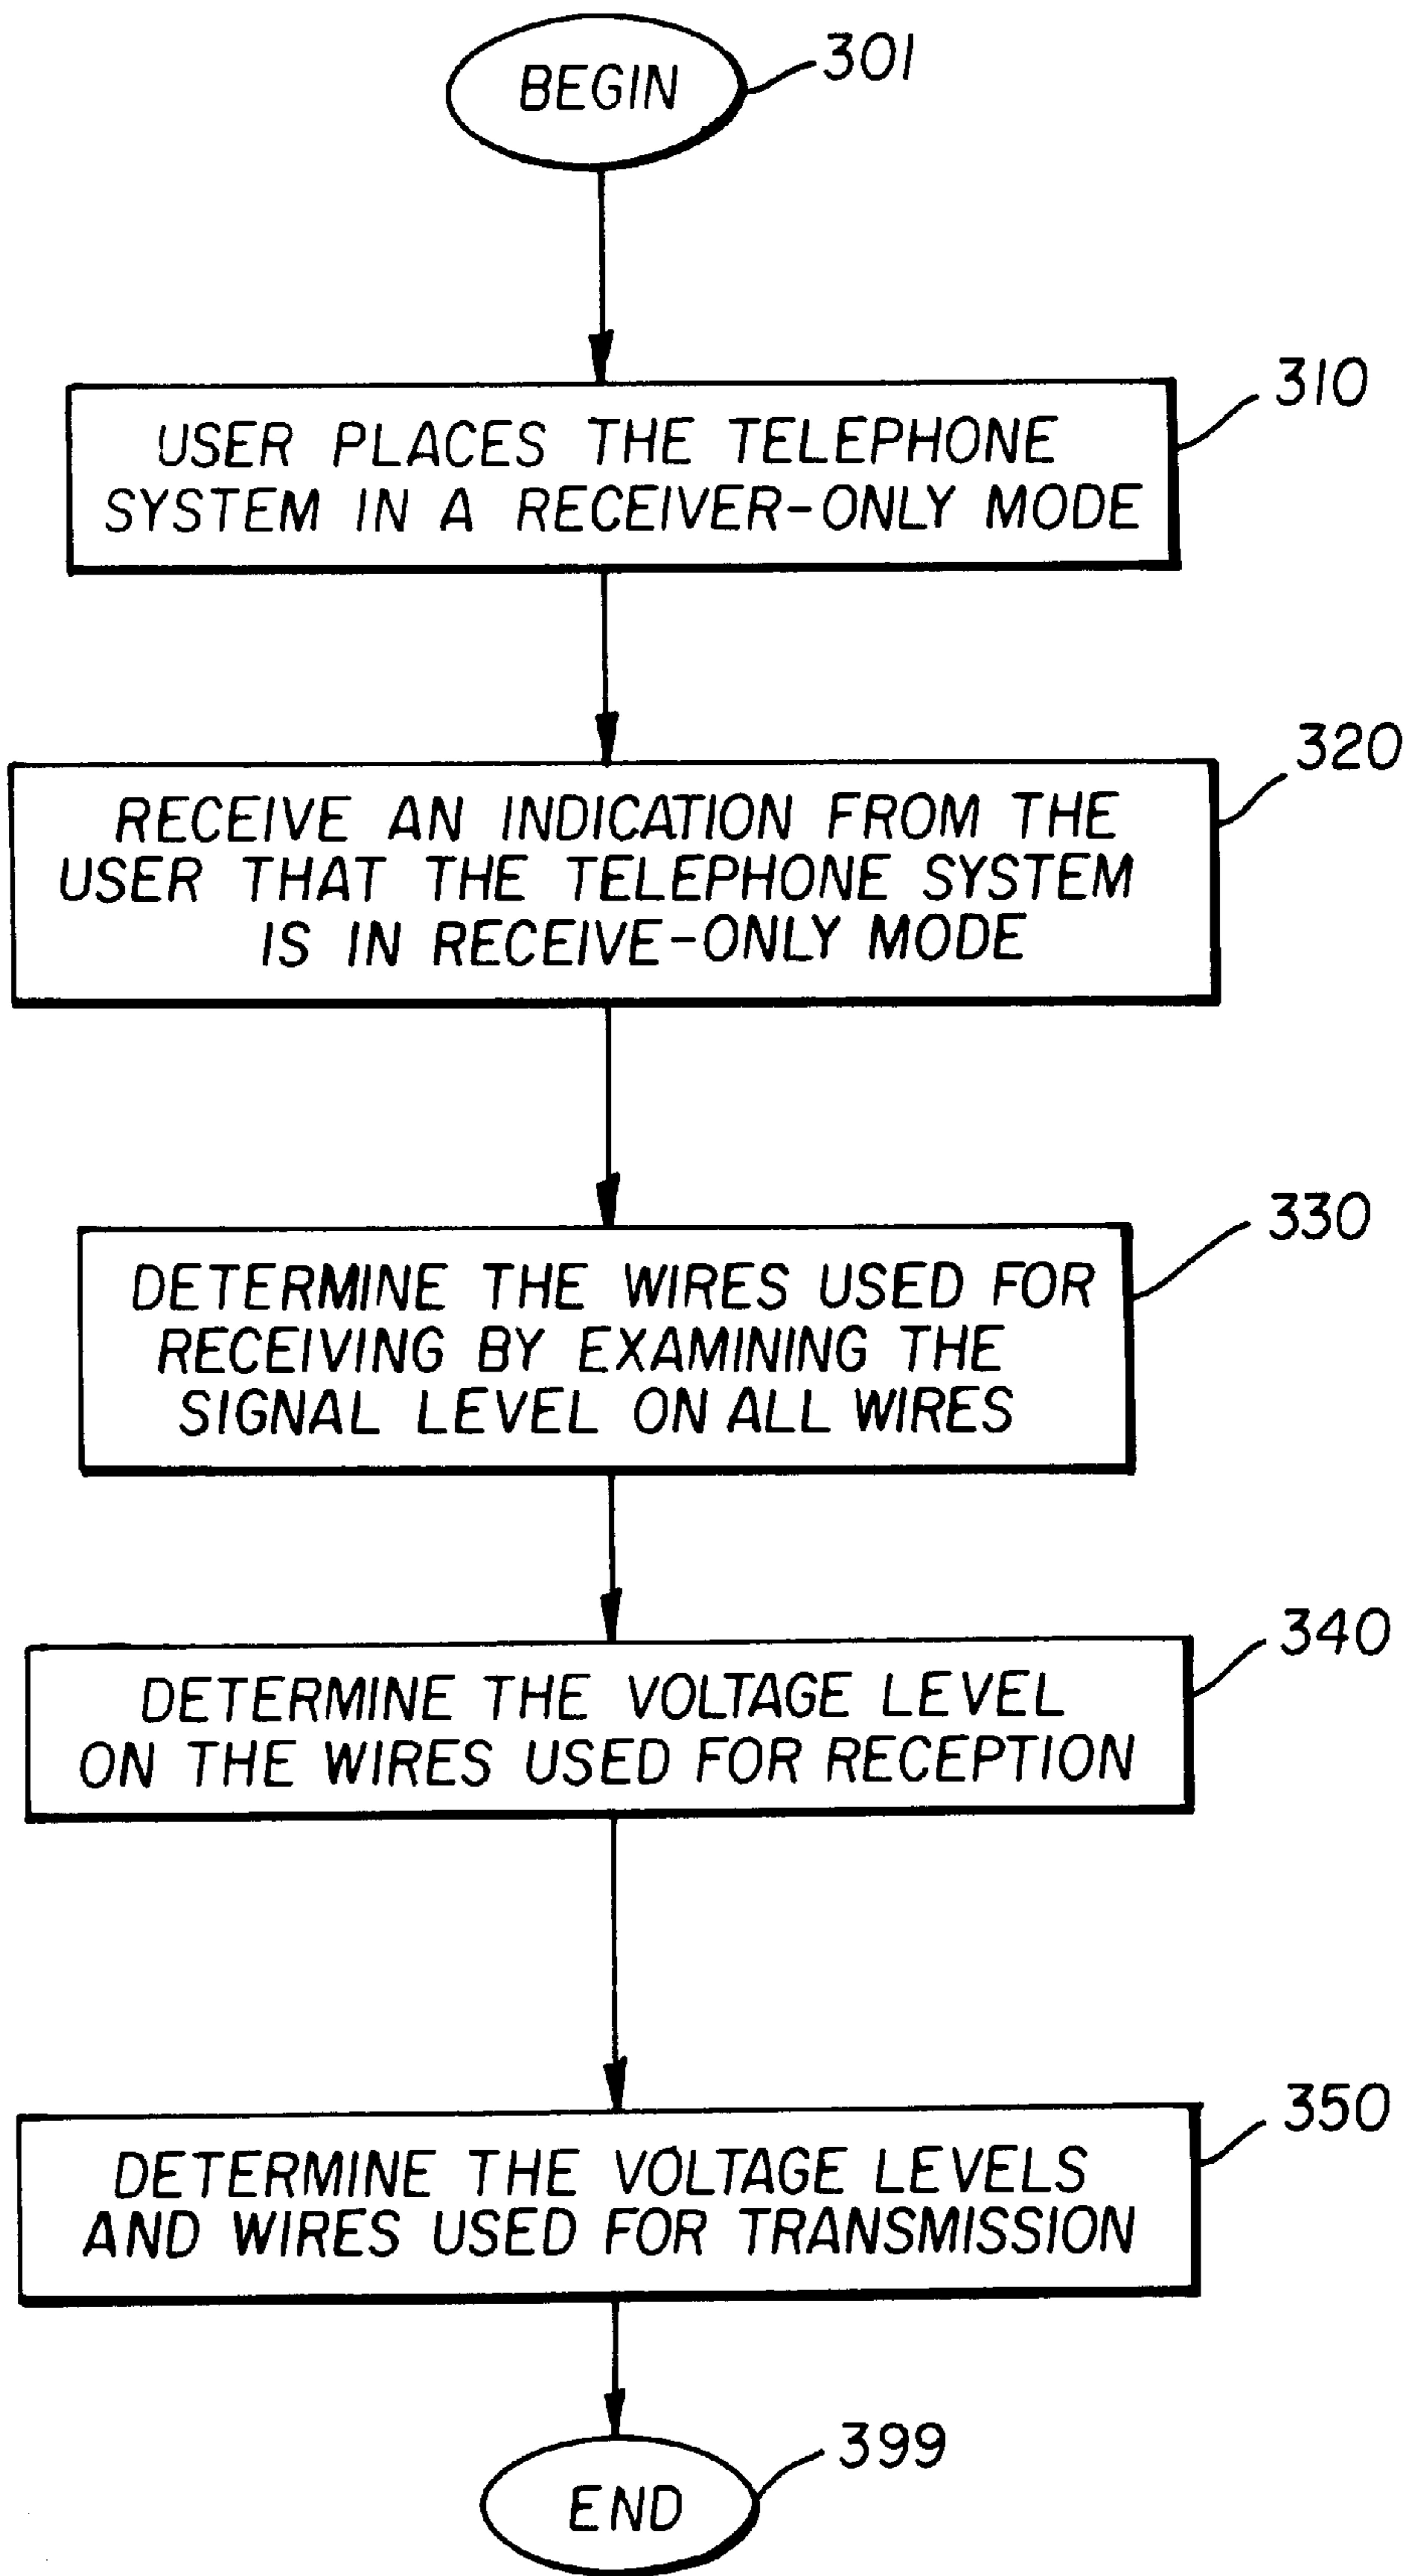 BEGIN
301
310
USER PLACES THE TELEPHONE
SYSTEM IN A RECEIVER-ONLY MODE
320
RECEIVE AN INDICATION FROM THE
USER THAT THE TELEPHONE SYSTEM
IS IN RECEIVE-ONLY MODE
330
DETERMINE THE WIRES USED FOR
RECEIVING BY EXAMINING THE
SIGNAL LEVEL ON ALL WIRES
340
DETERMINE THE VOLTAGE LEVEL
ON THE WIRES USED FOR RECEPTION
350
DETERMINE THE VOLTAGE LEVELS
AND WIRES USED FOR TRANSMISSION
399
END